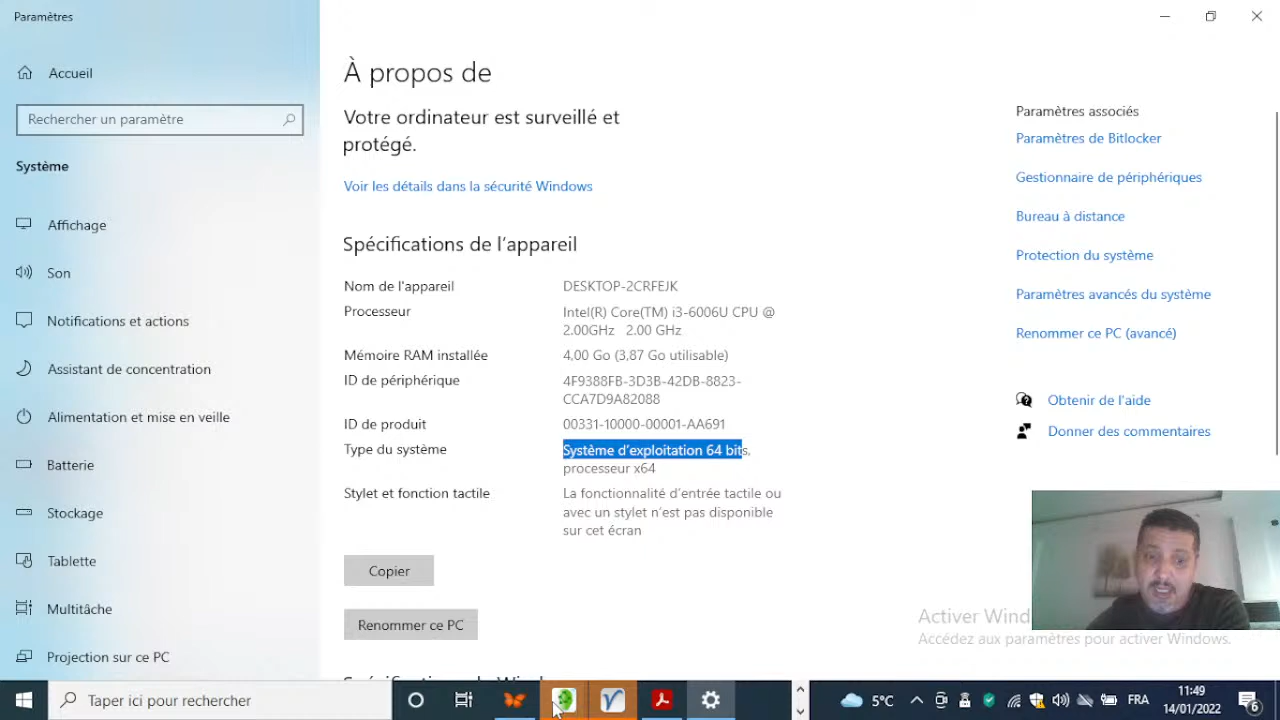 Paramètres
Accueil
Rechercher un paramètre
Système
Affichage
Son
Notifications et actions
Assistant de concentration
Alimentation et mise en veille
Batterie
Stockage
Tablette
Multitâche
Projection sur ce PC
À propos de
Votre ordinateur est surveillé et
protégé.
Voir les détails dans la sécurité Windows
Spécifications de l'appareil
Nom de l'appareil DESKTOP-2CRFEJK
Processeur Intel(R) Core(TM) i3-6006U CPU @
2.00GHz 2.00 GHz
Mémoire RAM installée 4,00 Go (3,87 Go utilisable)
ID de périphérique 4F9388FB-3D3B-42DB-8823-
CCA7D9A82088
ID de produit 00331-10000-00001-AA691
Type du système Système d'exploitation 64 bits,
processeur x64
Stylet et fonction tactile La fonctionnalité d'entrée tactile ou
avec un stylet n'est pas disponible
sur cet écran
Copier
Renommer ce PC
Paramètres associés
Paramètres de Bitlocker
Gestionnaire de périphériques
Bureau à distance
Protection du système
Paramètres avancés du système
Renommer ce PC (avancé)
Obtenir de l'aide
Donner des commentaires
Activer Wind
Accédez aux paramètres pour activer Windows.
Taper ici pour rechercher
5°C
FRA
11:49
14/01/2022
6